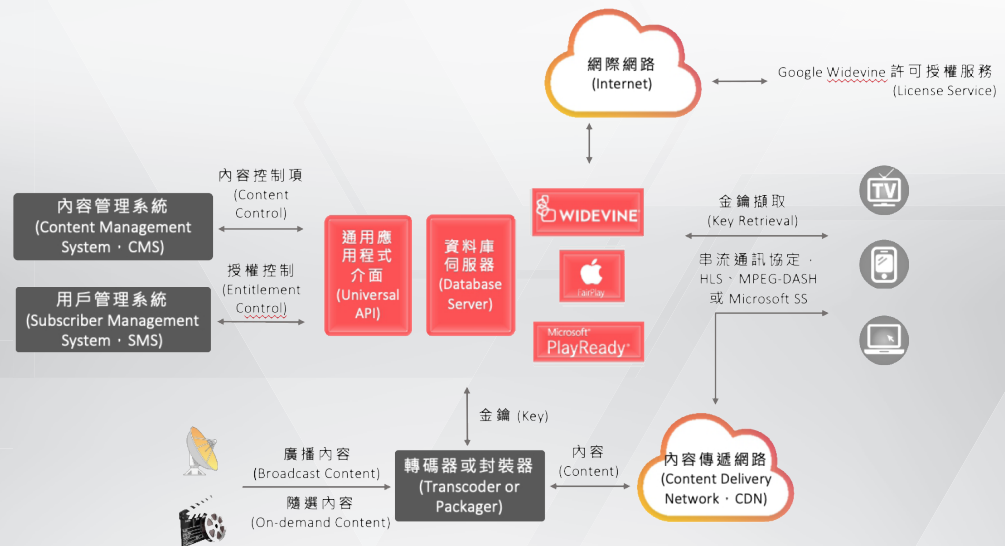 網際網路
(Internet)
Google Widevine 許可授權服務
(License Service)
內容控制項
(Content
Control)
內容管理系統
(Content Management
System，CMS)
授權控制
(Entitlement
Control)
用戶管理系統
(Subscriber Management
System，SMS)
通用應
用程式
介面
(Universal
API)
資料庫
伺服器
(Database
Server)
WIDEVINE
FairPlay
Microsoft®
PlayReady®
金鑰擷取
(Key Retrieval)
串流通訊協定，
HLS、MPEG-DASH
或 Microsoft SS
TV
金鑰 (Key)
廣播內容
(Broadcast Content)
隨選內容
(On-demand Content)
轉碼器或封裝器
(Transcoder or
Packager)
內容
(Content)
內容傳遞網路
(Content Delivery
Network，CDN)